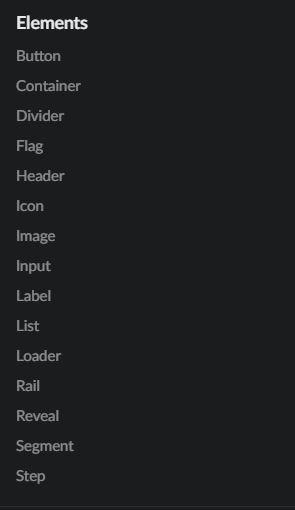 Elements
Button
Container
Divider
Flag
Header
Icon
Image
Input
Label
List
Loader
Rail
Reveal
Segment
Step